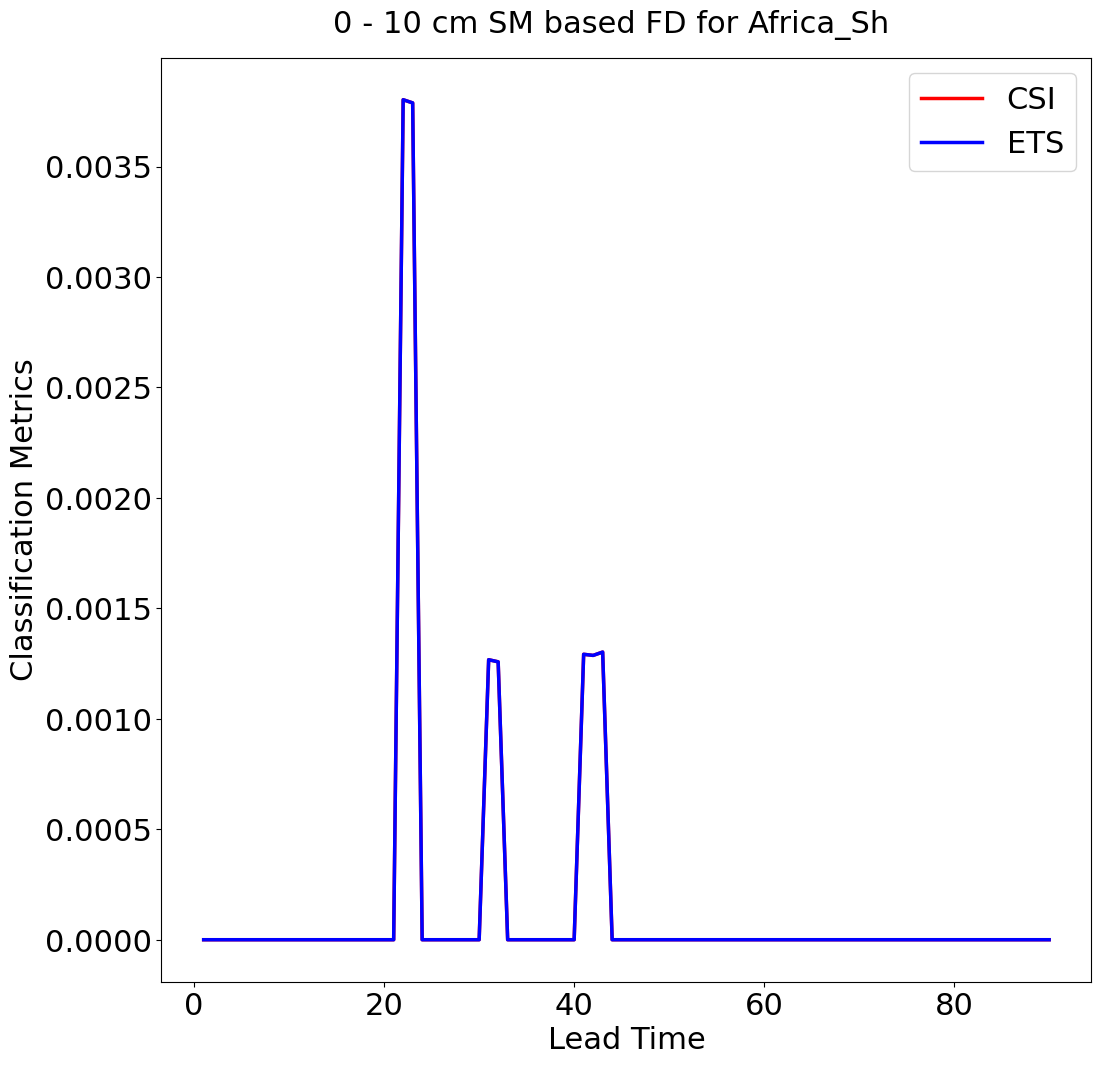 0 - 10 cm SM based FD for Africa_Sh
CSI
ETS
Classification Metrics
0.0035
0.0030
0.0025
0.0020
0.0015
0.0010
0.0005
0.0000
0 20 40 60 80
Lead Time